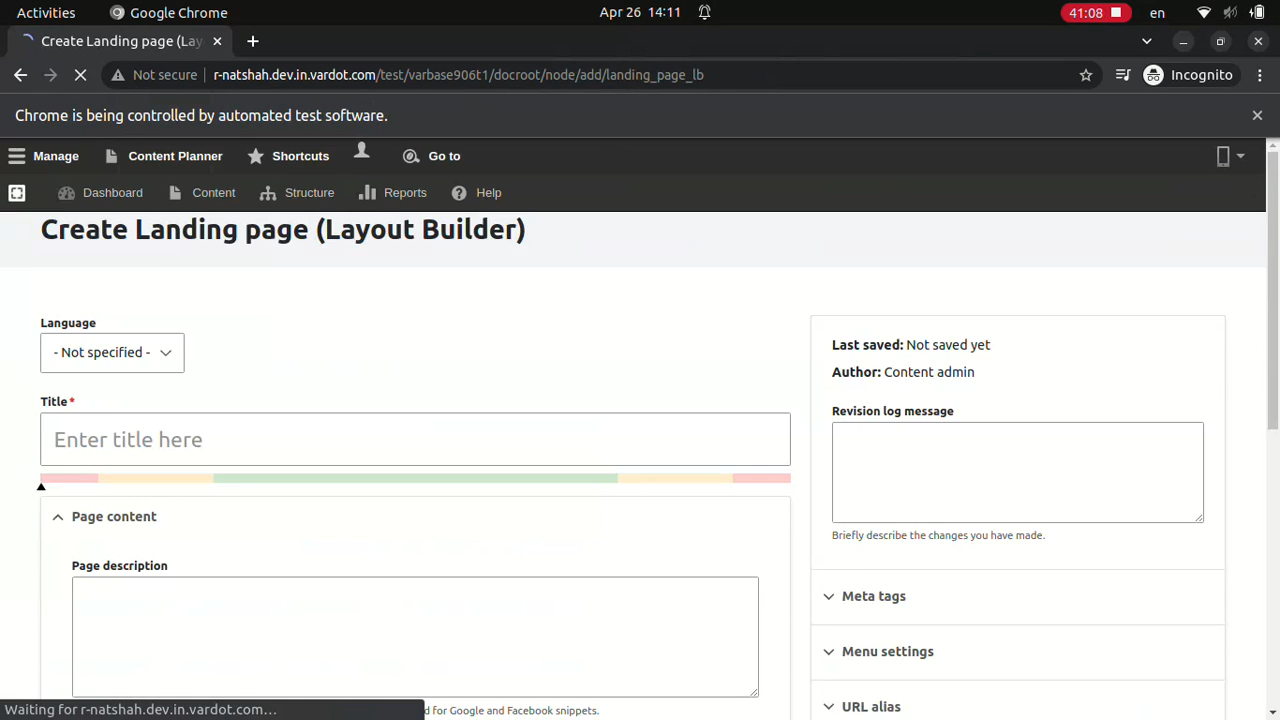 Activities Google Chrome Apr 26 14:11 41:08 en
Create Landing page (Lay
Not secure r-natshah.dev.in.vardot.com/test/varbase906t1/docroot/node/add/landing_page_lb Incognito
Chrome is being controlled by automated test software.
Manage Content Planner Shortcuts Go to
Dashboard Content Structure Reports Help
Create Landing page (Layout Builder)
Language
- Not specified -
Last saved: Not saved yet
Author: Content admin
Title*
Enter title here
Revision log message
Briefly describe the changes you have made.
Page content
Page description
Meta tags
Menu settings
URL alias
Waiting for r-natshah.dev.in.vardot.com...
d for Google and Facebook snippets.